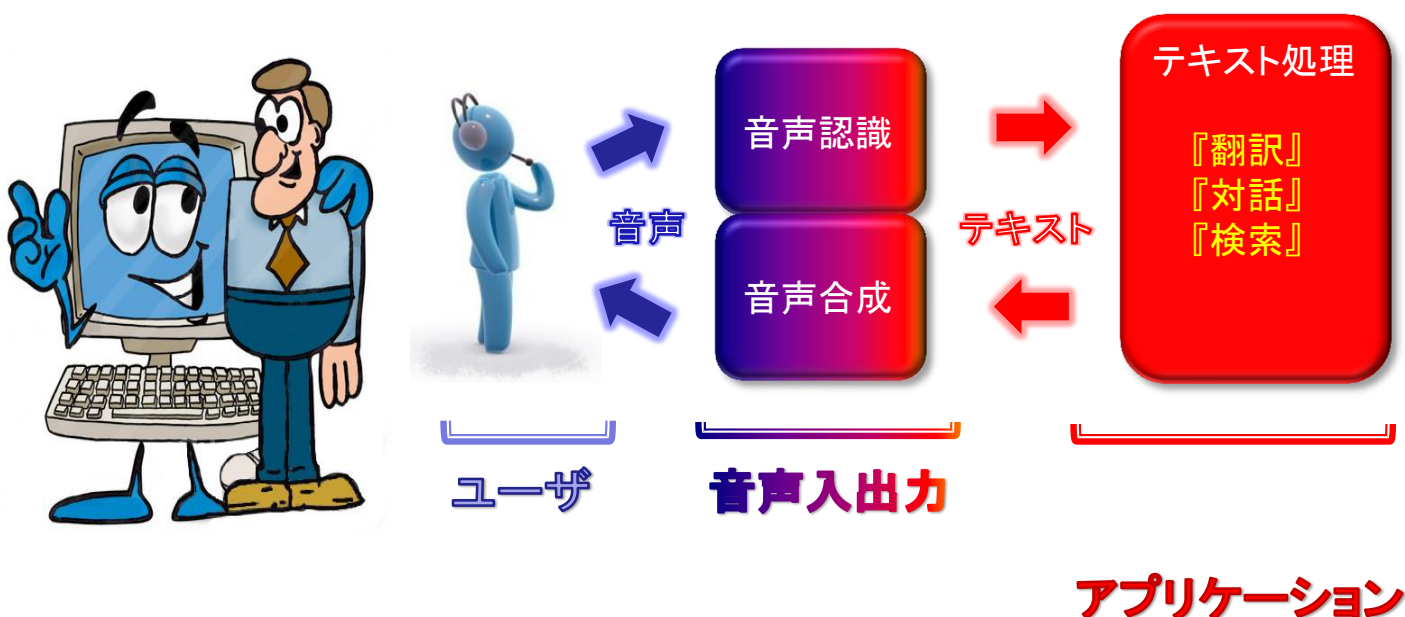 テキスト処理
音声認識
『翻訳』
『対話』
『検索』
音声
テキスト
音声合成
ユーザ
音声入出力
アプリケーション